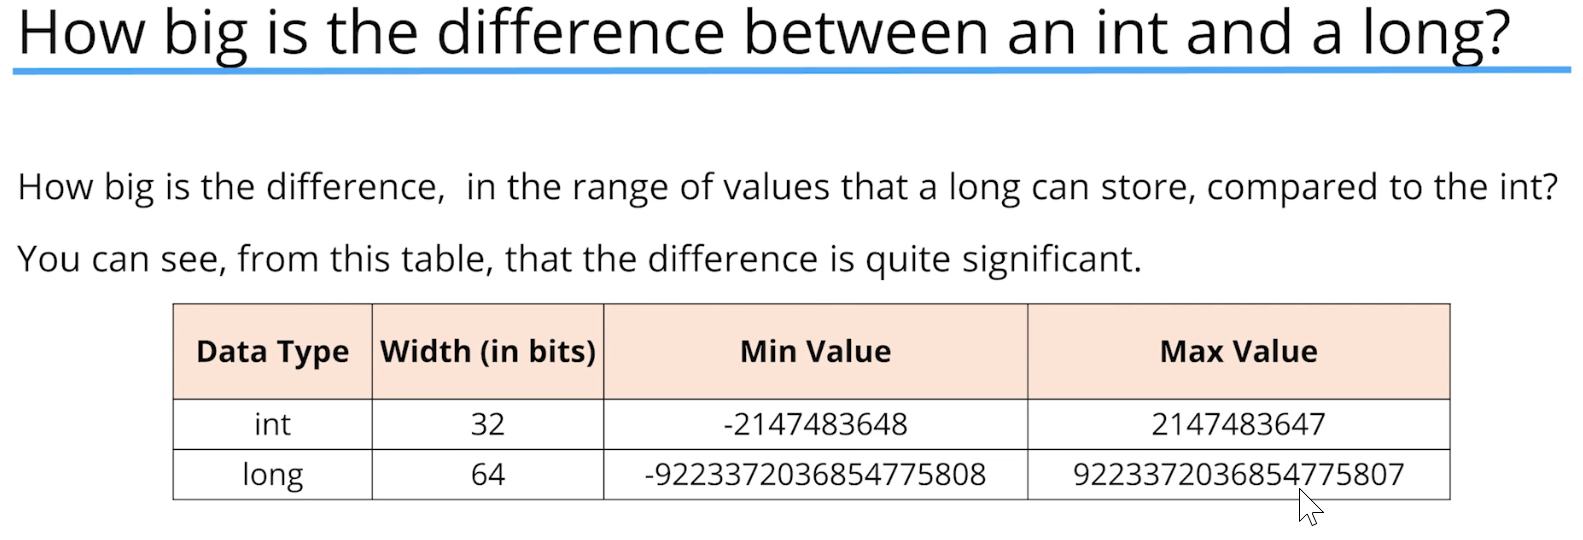 How big is the difference between an int and a long?
How big is the difference, in the range of values that a long can store, compared to the int?
You can see, from this table, that the difference is quite significant.
Data Type Width (in bits) Min Value Max Value
int 32 -2147483648 2147483647
long 64 -9223372036854775808 9223372036854775807